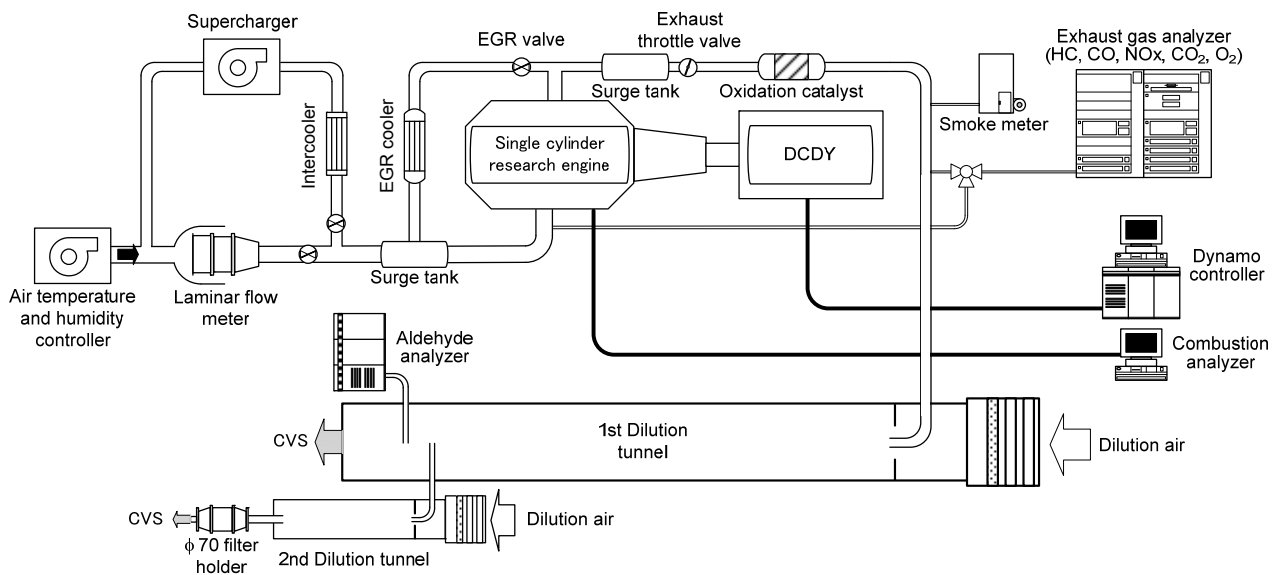 Supercharger
EGR valve
Exhaust
throttle valve
Surge tank
Oxidation catalyst
Exhaust gas analyzer
(HC, CO, NOx, CO₂, O₂)
Smoke meter
Intercooler
EGR cooler
Single cylinder
research engine
DCDY
Air temperature
and humidity
controller
Laminar flow
meter
Surge tank
Dynamo
controller
Combustion
analyzer
Aldehyde
analyzer
CVS
1st Dilution
tunnel
Dilution air
CVS
ϕ70 filter
holder
2nd Dilution tunnel
Dilution air